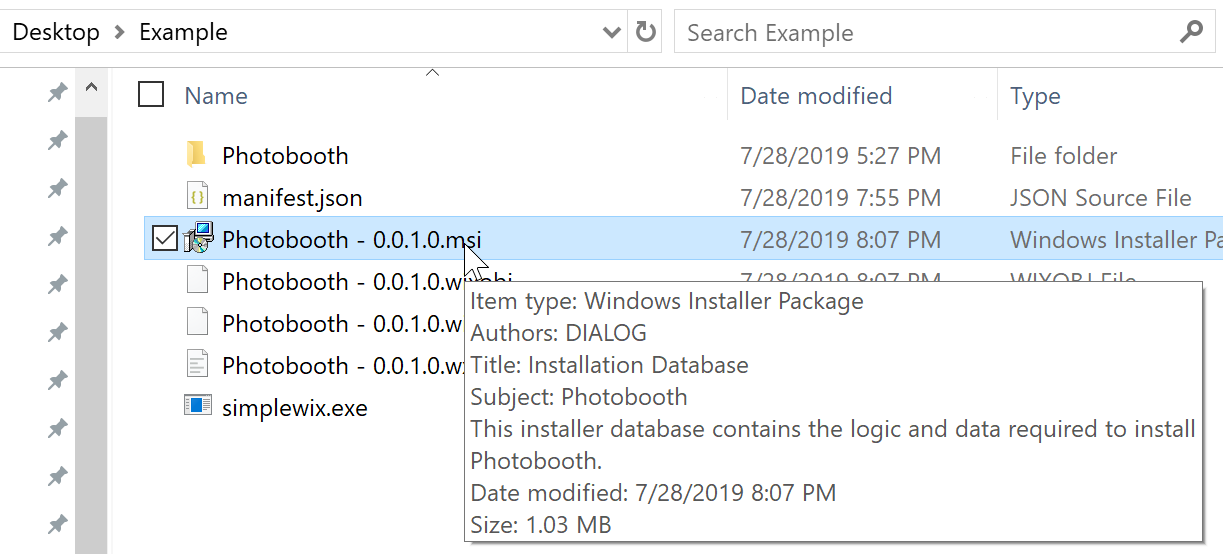 Desktop > Example
Search Example
Name Date modified Type
Photobooth 7/28/2019 5:27 PM File folder
manifest.json 7/28/2019 7:55 PM JSON Source File
Photobooth - 0.0.1.0.msi 7/28/2019 8:07 PM Windows Installer Pa
Photobooth - 0.0.1.0.wixobj 7/28/2019 8:07 PM WIXOBJ File
Photobooth - 0.0.1.0.w
Photobooth - 0.0.1.0.wx
simplewix.exe
Item type: Windows Installer Package
Authors: DIALOG
Title: Installation Database
Subject: Photobooth
This installer database contains the logic and data required to install
Photobooth.
Date modified: 7/28/2019 8:07 PM
Size: 1.03 MB